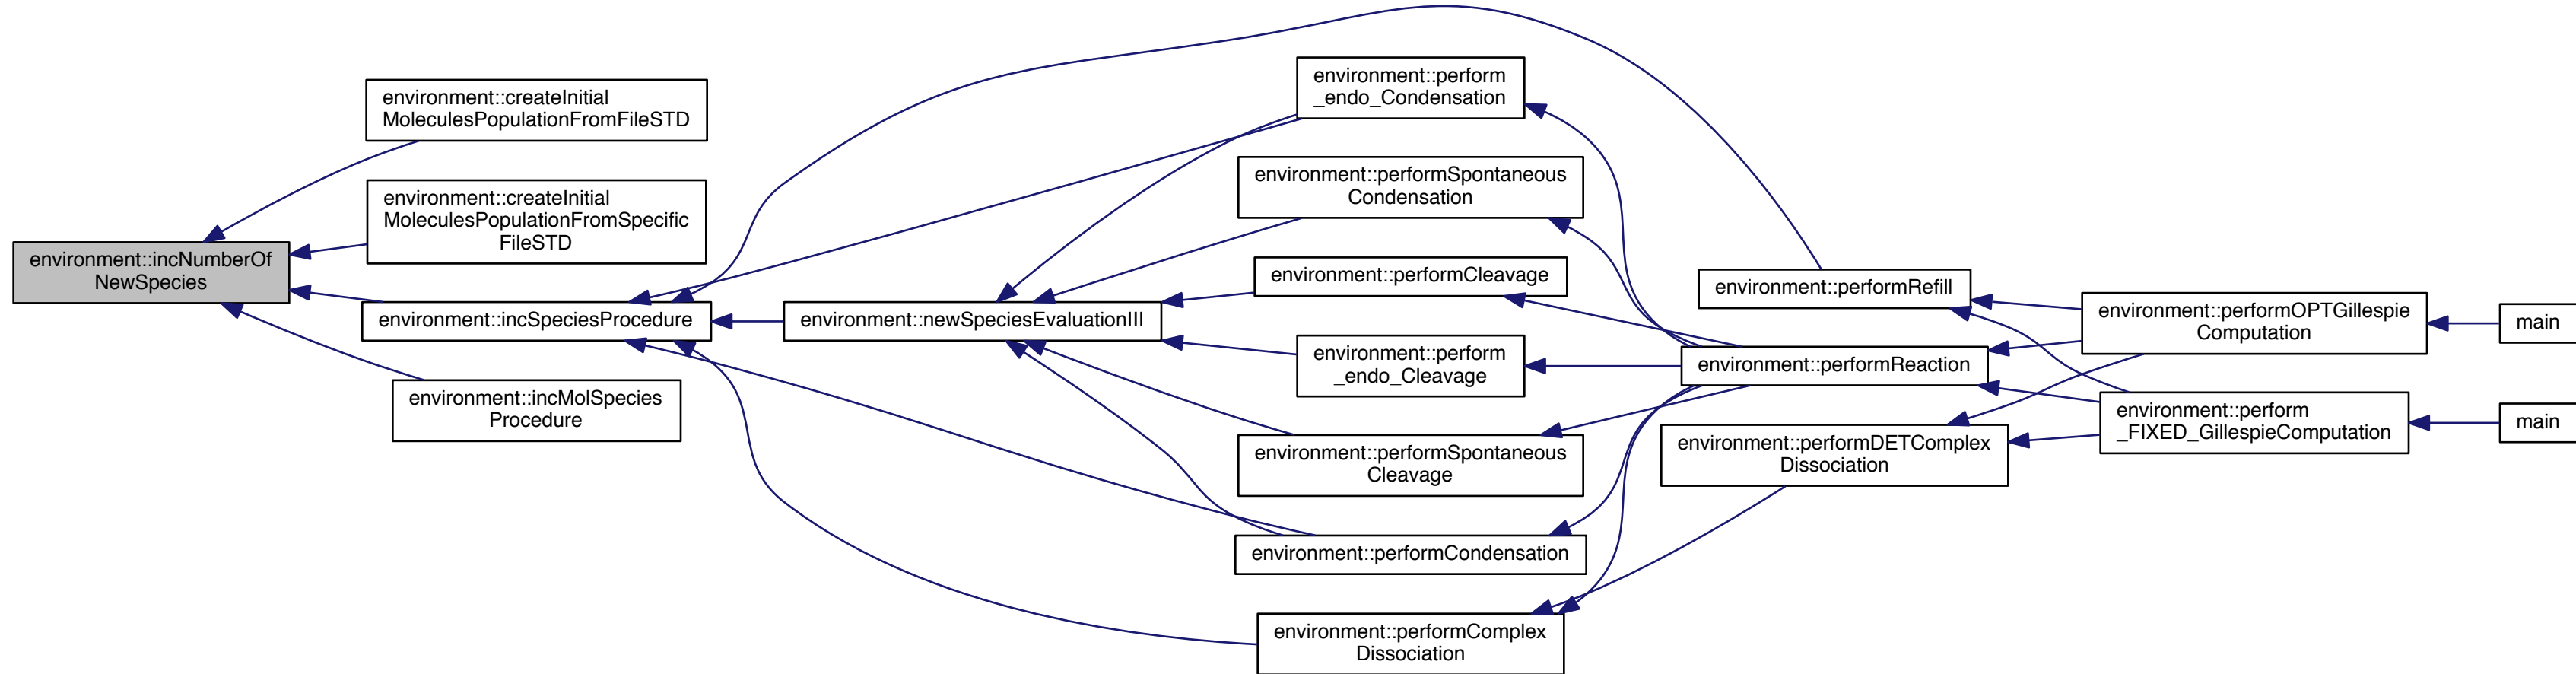 environment::incNumberOf
NewSpecies
environment::createInitial
MoleculesPopulationFromFileSTD
environment::createInitial
MoleculesPopulationFromSpecific
FileSTD
environment::incSpeciesProcedure
environment::incMolSpecies
Procedure
environment::newSpeciesEvaluationIII
environment::perform
_endo_Condensation
environment::performSpontaneous
Condensation
environment::performCleavage
environment::perform
_endo_Cleavage
environment::performSpontaneous
Cleavage
environment::performCondensation
environment::performComplex
Dissociation
environment::performRefill
environment::performReaction
environment::performDETComplex
Dissociation
environment::performOPTGillespie
Computation
environment::perform
_FIXED_GillespieComputation
main
main